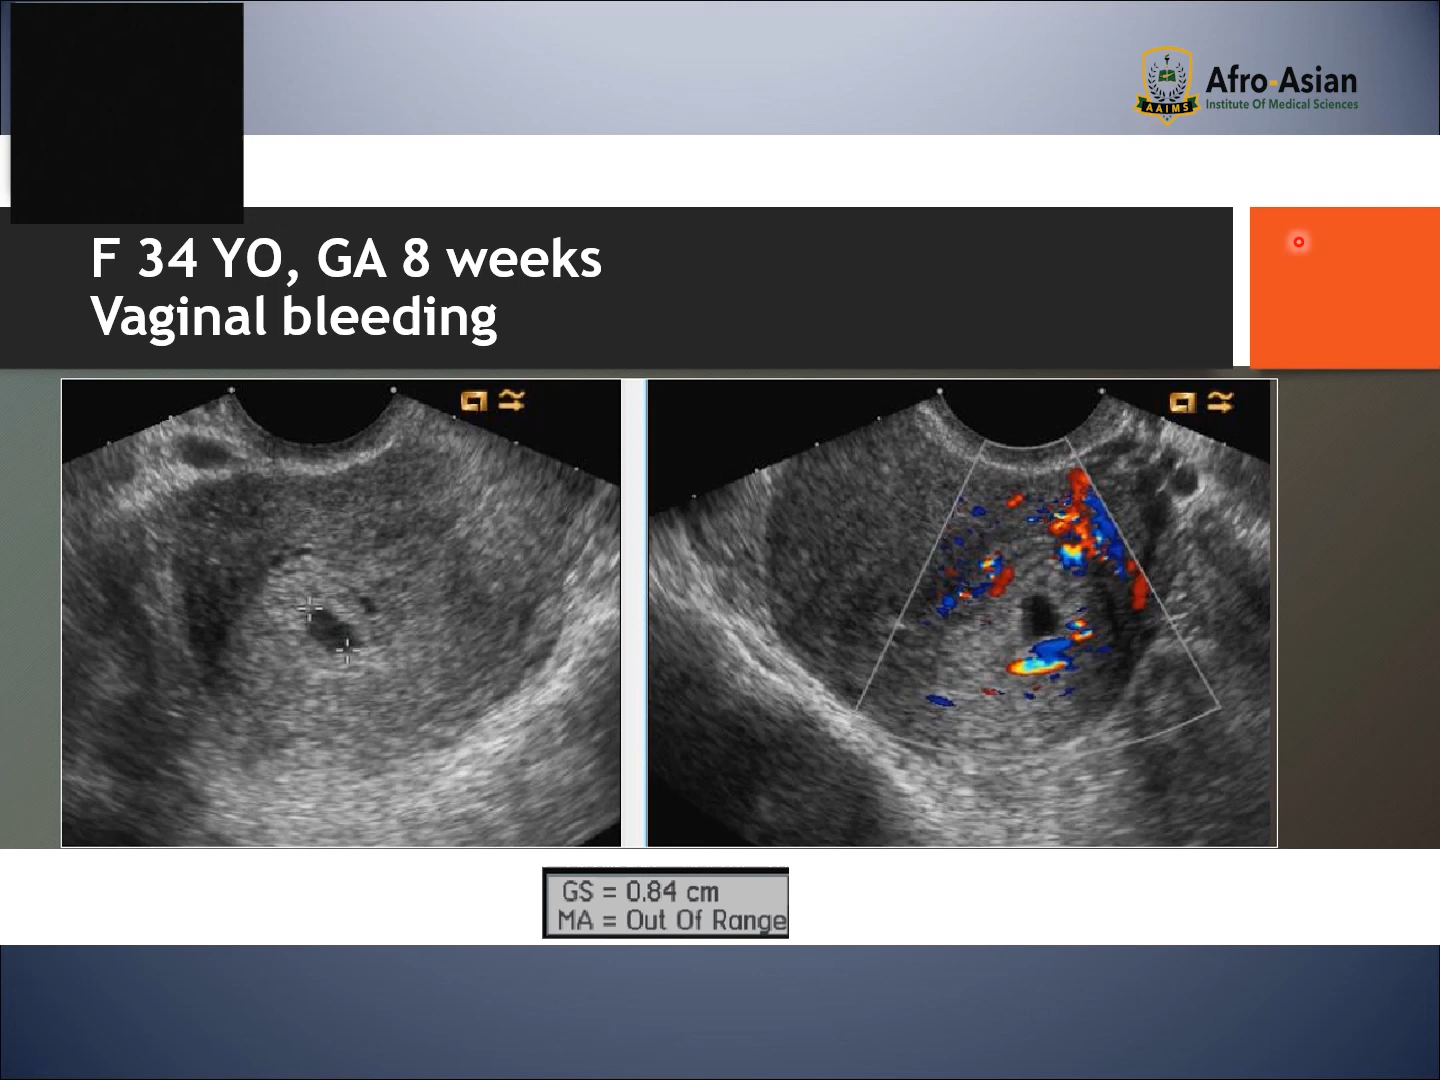 Afro-Asian
Institute Of Medical Sciences
AAIMS
F 34 YO, GA 8 weeks
Vaginal bleeding
GS = 0.84 cm
MA = Out Of Range